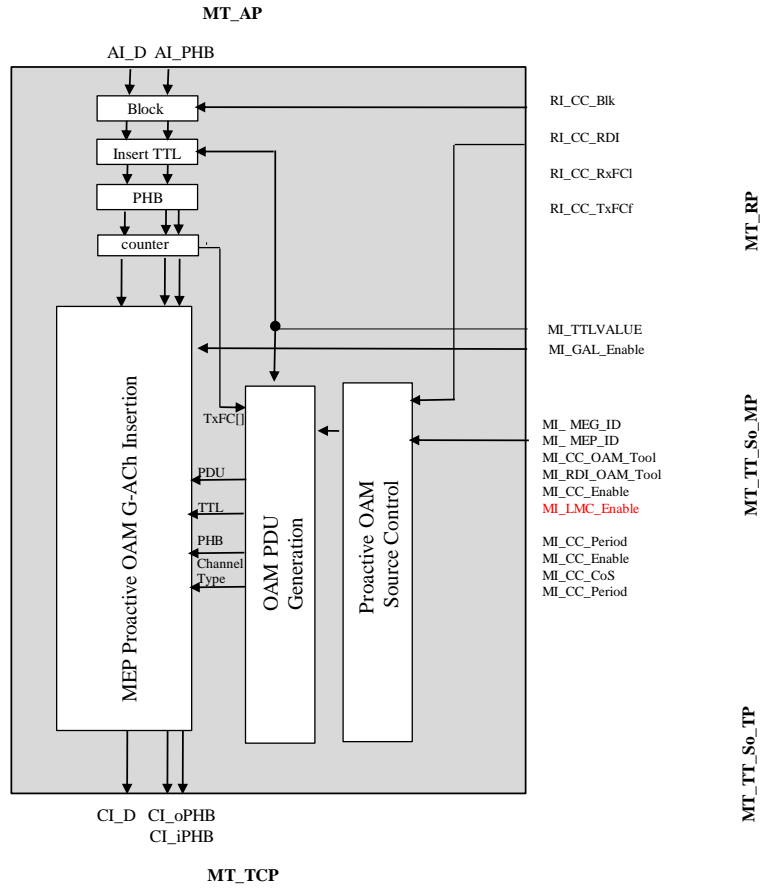 MT_AP
AI_D AI_PHB
Block
Insert TTL
PHB
counter
RI_CC_Blk
RI_CC_RDI
RI_CC_RxFCl
RI_CC_TxFCf
MT_RP
MI_TTLVALUE
MI_GAL_Enable
TxFC[]
PDU
TTL
PHB
Channel
Type
MEP Proactive OAM G-ACh Insertion
OAM PDU
Generation
Proactive OAM
Source Control
MI_ MEG_ID
MI_ MEP_ID
MI_CC_OAM_Tool
MI_RDI_OAM_Tool
MI_CC_Enable
MI_LMC_Enable
MI_CC_Period
MI_CC_Enable
MI_CC_CoS
MI_CC_Period
MT_TT_So_MP
MT_TT_So_TP
CI_D CI_oPHB
CI_iPHB
MT_TCP